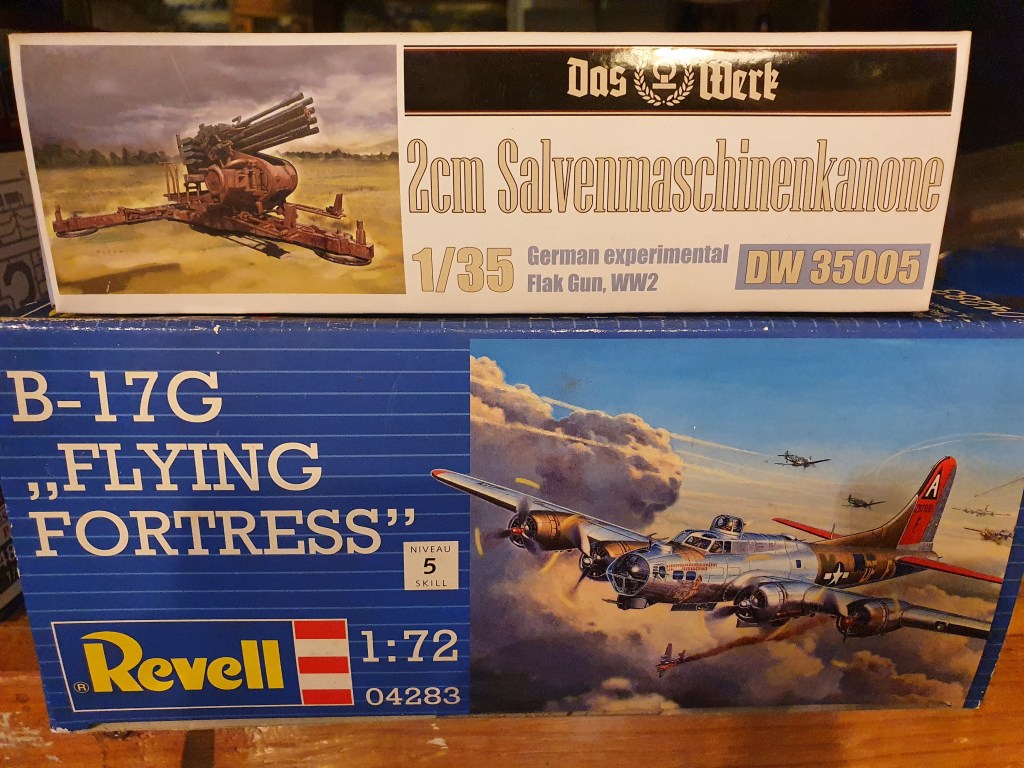 Das Werk
2cm Salvenmaschinenkanone
1/35
German experimental
Flak Gun, WW2
DW 35005
B-17G
„FLYING
FORTRESS”
NIVEAU
5
SKILL
® Revell
1:72
04283
A